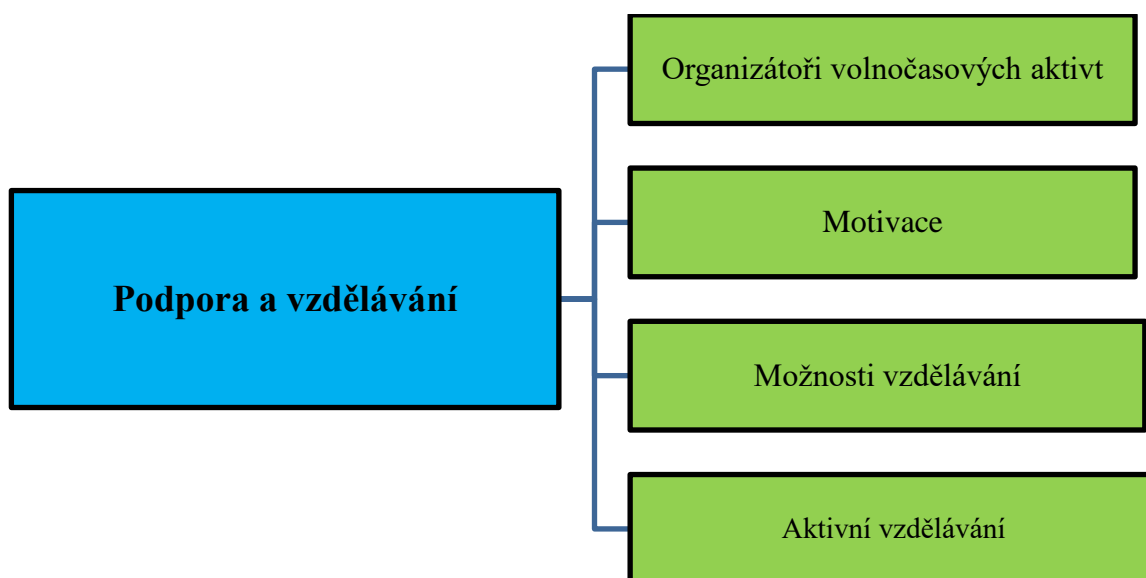 Organizátoři volnočasových aktivt
Motivace
Podpora a vzdělávání
Možnosti vzdělávání
Aktivní vzdělávání